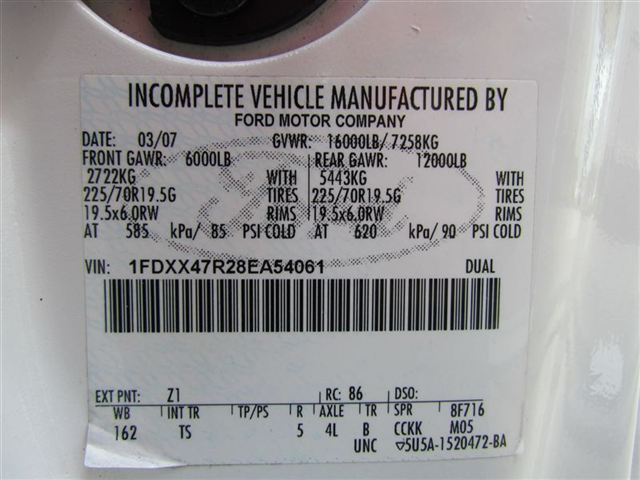 INCOMPLETE VEHICLE MANUFACTURED BY
FORD MOTOR COMPANY
DATE: 03/07 GVWR: 16000LB/ 7258KG
FRONT GAWR: 6000LB REAR GAWR: 12000LB
2722KG WITH 5443KG WITH
225/70R19.5G TIRES 225/70R19.5G TIRES
19.5x6.0RW RIMS 19.5x6.0RW RIMS
AT 585 kPa/ 85 PSI COLD AT 620 kPa/ 90 PSI COLD
VIN: 1FDXX47R28EA54061 DUAL
EXT PNT: Z1 RC: 86 DSO:
WB INT TR TP/PS R AXLE TR SPR 8F716
162 TS 5 4L B CCKK M05
UNC ▽5U5A-1520472-BA